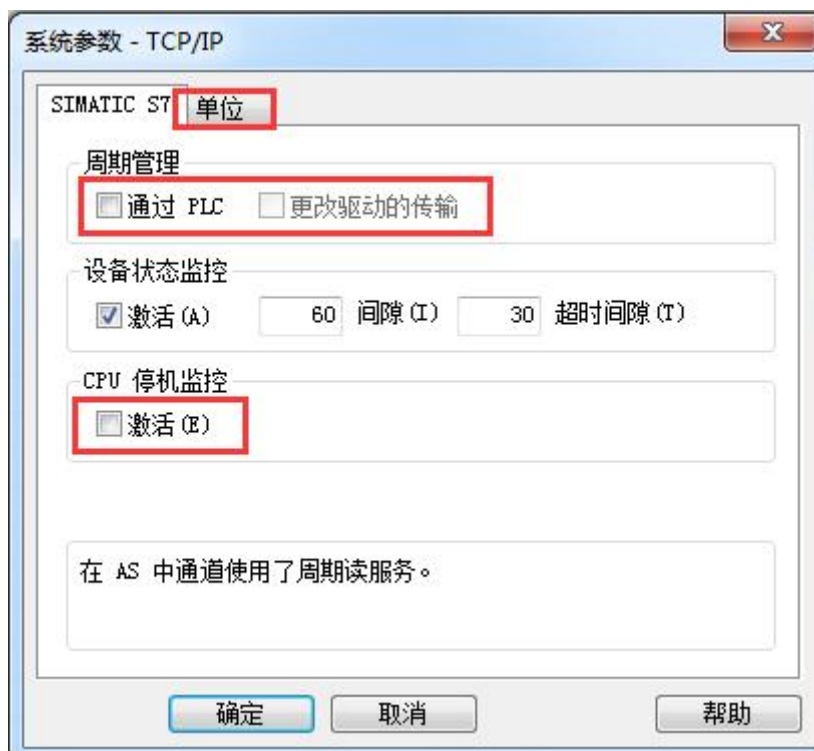 系统参数 - TCP/IP
SIMATIC S7 单位
周期管理
通过 PLC 更改驱动的传输
设备状态监控
激活(A) 60 间隙(I) 30 超时间隙(T)
CPU 停机监控
激活(E)
在 AS 中通道使用了周期读服务。
确定 取消 帮助